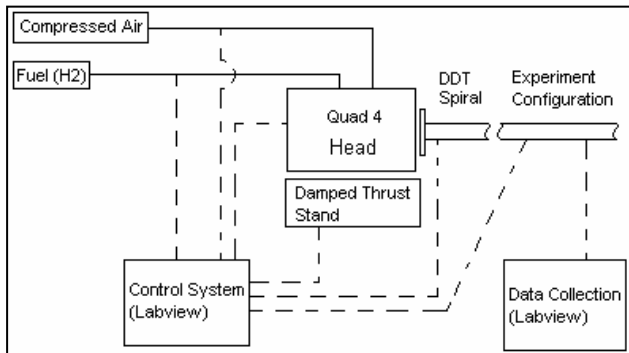 Compressed Air
Fuel (H2)
DDT
Spiral
Experiment
Configuration
Quad 4
Head
Damped Thrust
Stand
Control System
(Labview)
Data Collection
(Labview)